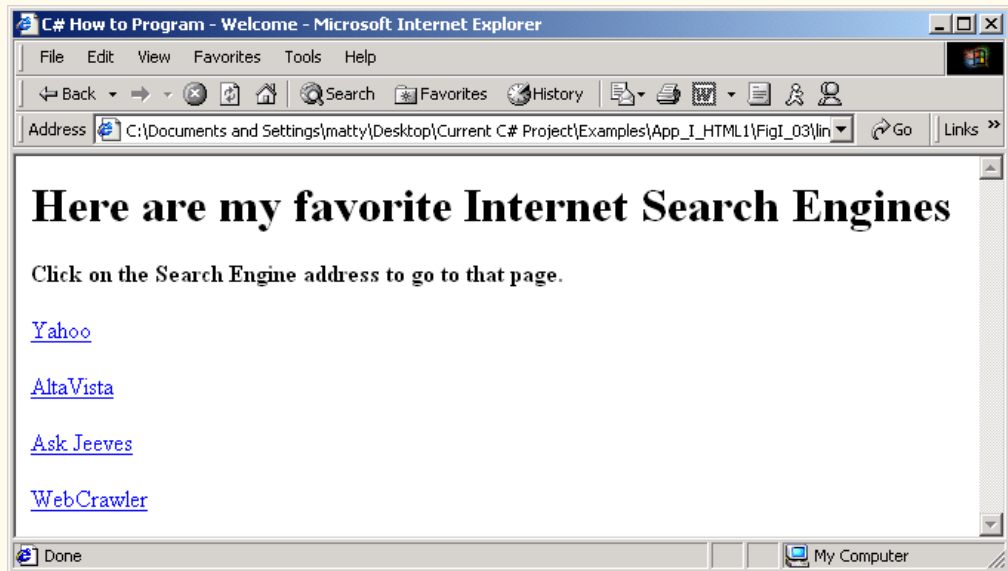 C# How to Program - Welcome - Microsoft Internet Explorer
File Edit View Favorites Tools Help
Back Search Favorites History Go Links »
Address C:\Documents and Settings\matty\Desktop\Current C# Project\Examples\App_I_HTML1\FigI_03\lin
Here are my favorite Internet Search Engines
Click on the Search Engine address to go to that page.
Yahoo
AltaVista
Ask Jeeves
WebCrawler
Done My Computer